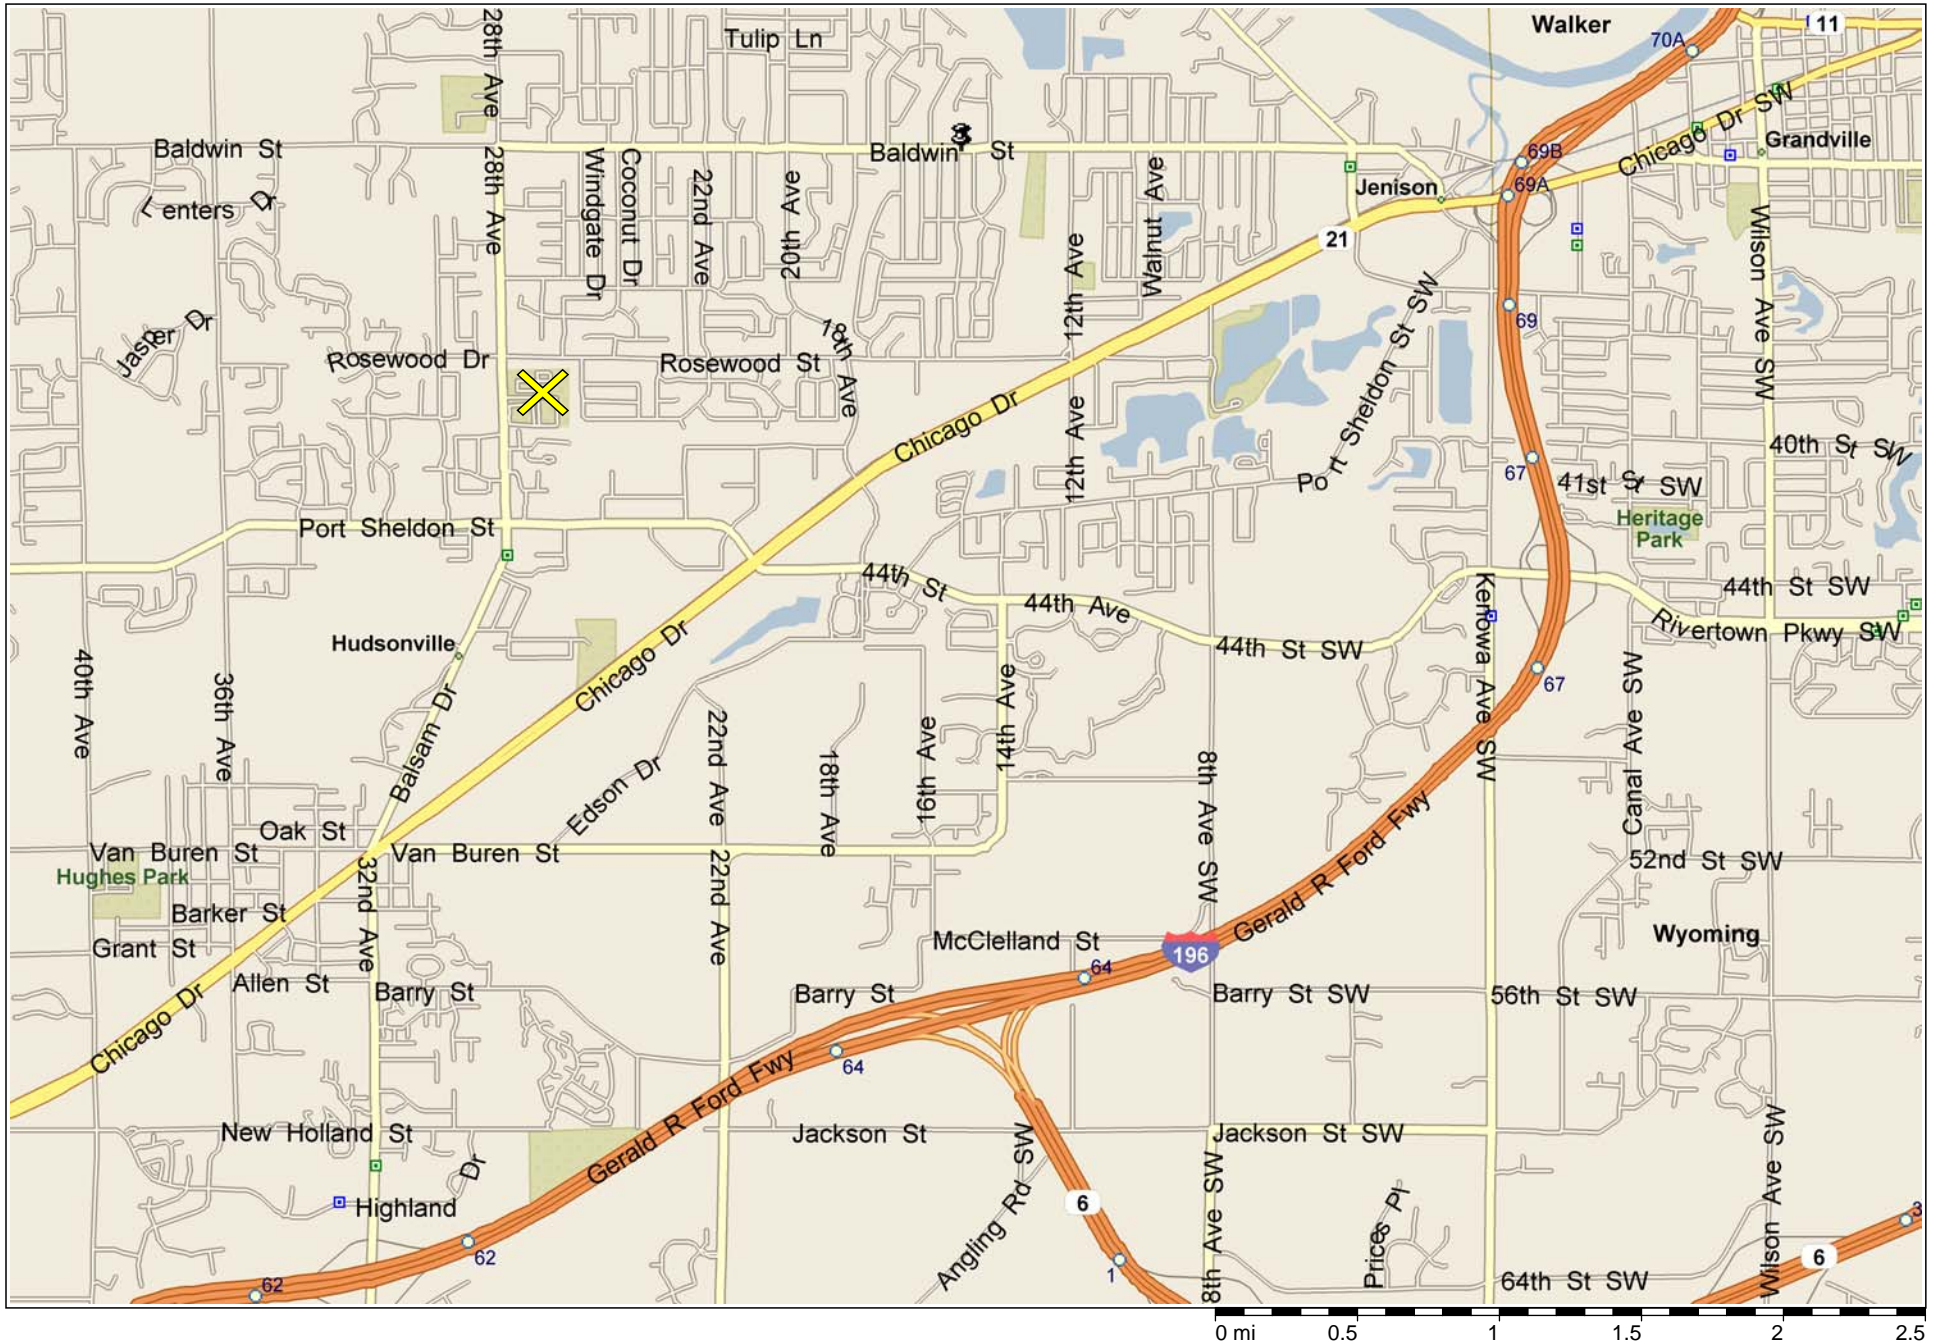 28th Ave
Tulip Ln
Walker
70A
11
Baldwin St
Baldwin St
69B
Chicago Dr SW
Grandville
28th Ave
Windgate Dr
Coconut Dr
22nd Ave
20th Ave
Walnut Ave
Jenison
69A
Lenters Dr
21
12th Ave
Wilson Ave SW
Jasper Dr
18th Ave
69
Rosewood Dr
Rosewood St
Port Sheldon St SW
Chicago Dr
12th Ave
40th St SW
67
41st St SW
Port Sheldon St
Heritage
Park
44th St
44th Ave
Kenowa Ave SW
44th St SW
Rivertown Pkwy SW
Hudsonville
Chicago Dr
44th St SW
40th Ave
36th Ave
Balsam Dr
14th Ave
67
Canal Ave SW
22nd Ave
18th Ave
16th Ave
8th Ave SW
Edson Dr
Oak St
Van Buren St
Van Buren St
Gerald R Ford Fwy
52nd St SW
Hughes Park
32nd Ave
22nd Ave
Barker St
Grant St
McClelland St
196
Wyoming
64
Allen St
Barry St
Barry St
Barry St SW
56th St SW
Chicago Dr
64
Gerald R Ford Fwy
New Holland St
Jackson St
Jackson St SW
Angling Rd SW
8th Ave SW
Wilson Ave SW
Highland Dr
6
Prices Pl
3
62
62
1
64th St SW
6
0 mi 0.5 1 1.5 2 2.5